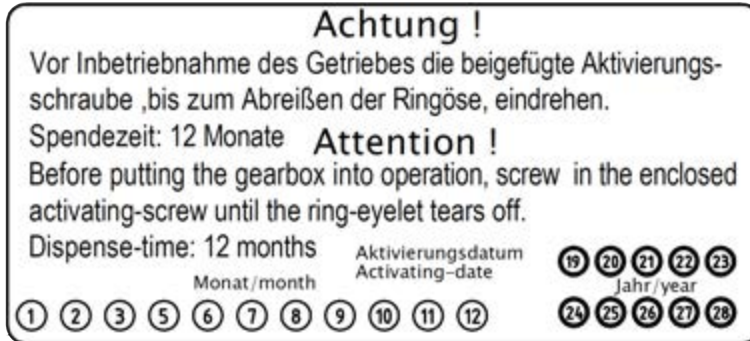 Achtung !
Vor Inbetriebnahme des Getriebes die beigefügte Aktivierungs-
schraube ,bis zum Abreißen der Ringöse, eindrehen.
Spendezeit: 12 Monate Attention !
Before putting the gearbox into operation, screw in the enclosed
activating-screw until the ring-eyelet tears off.
Dispense-time: 12 months
Aktivierungsdatum
Activating-date
Monat/month
1 2 3 5 6 7 8 9 10 11 12
19 20 21 22 23
Jahr/year
24 25 26 27 28